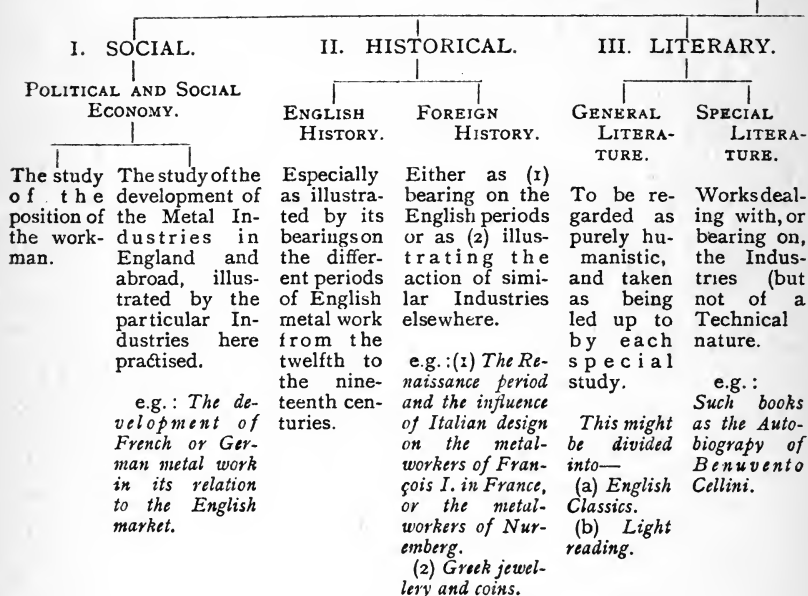 I. SOCIAL.
POLITICAL AND SOCIAL
ECONOMY.
The study
of the
position of
the work-
man.
The study of the
development of
the Metal In-
dustries in
England and
abroad, illus-
trated by the
particular In-
dustries here
practised.
e.g.: The de-
velopment of
French or Ger-
man metal work
in its relation
to the English
market.
II. HISTORICAL.
ENGLISH
HISTORY.
Especially
as illustra-
ted by its
bearings on
the differ-
ent periods
of English
metal work
from the
twelfth to
the nine-
teenth cen-
turies.
FOREIGN
HISTORY.
Either as (1)
bearing on the
English periods
or as (2) illus-
trating the
action of simi-
lar Industries
elsewhere.
e.g.:(1) The Re-
naissance period
and the influence
of Italian design
on the metal-
workers of Fran-
çois I. in France,
or the metal-
workers of Nur-
emberg.
(2) Greek jewel-
lery and coins.
III. LITERARY.
GENERAL
LITERA-
TURE.
To be re-
garded as
purely hu-
manistic,
and taken
as being
led up to
by each
special
study.
This might
be divided
into—
(a) English
Classics.
(b) Light
reading.
SPECIAL
LITERA-
TURE.
Works deal-
ing with, or
bearing on,
the Indus-
tries (but
not of a
Technical
nature.
e.g.:
Such books
as the Auto-
biograpy of
Benuvento
Cellini.